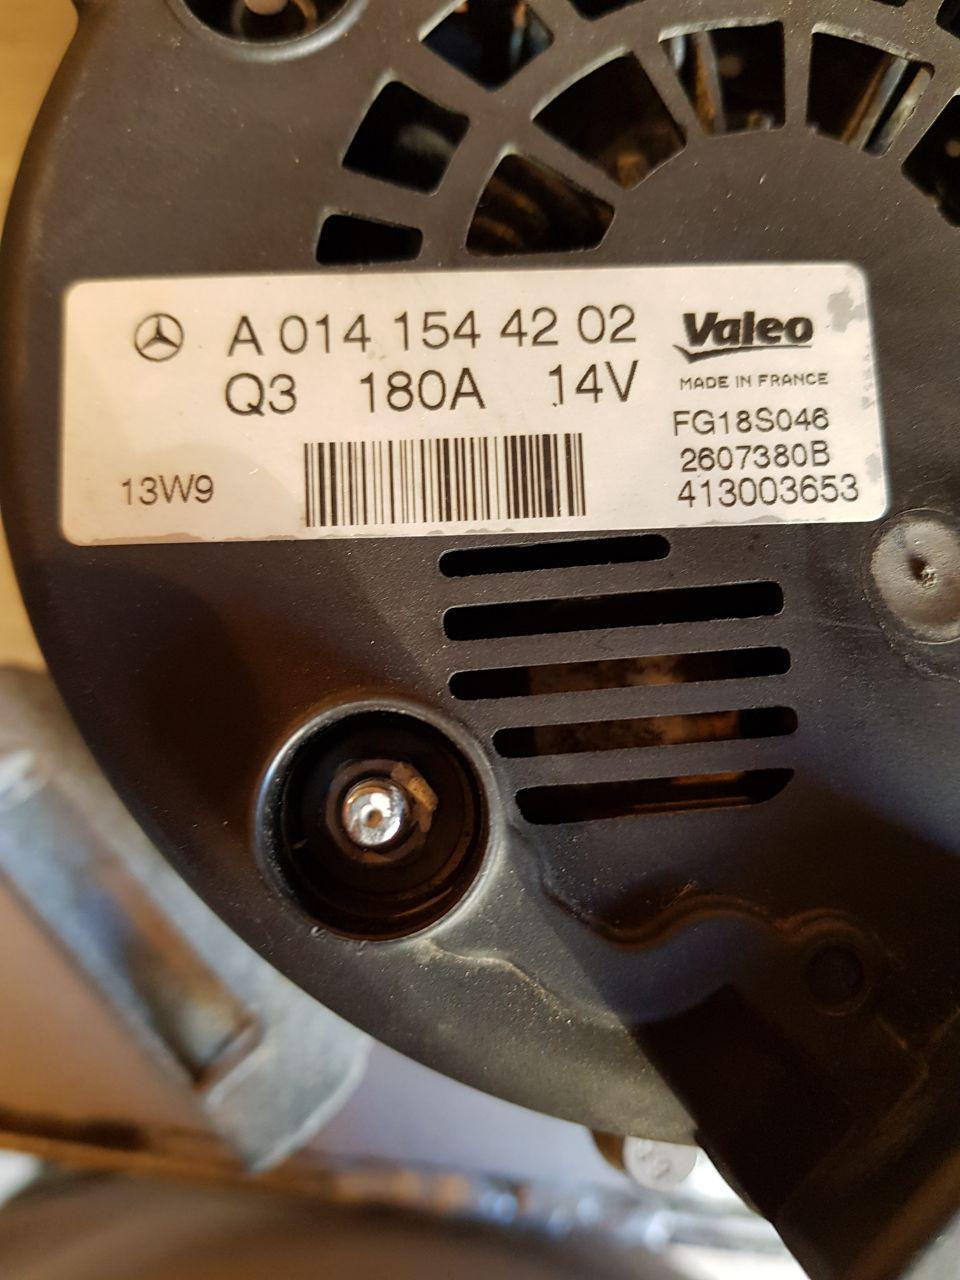 A 014 154 42 02
Q3 180A 14V
13W9
Valeo
MADE IN FRANCE
FG18S046
2607380B
413003653